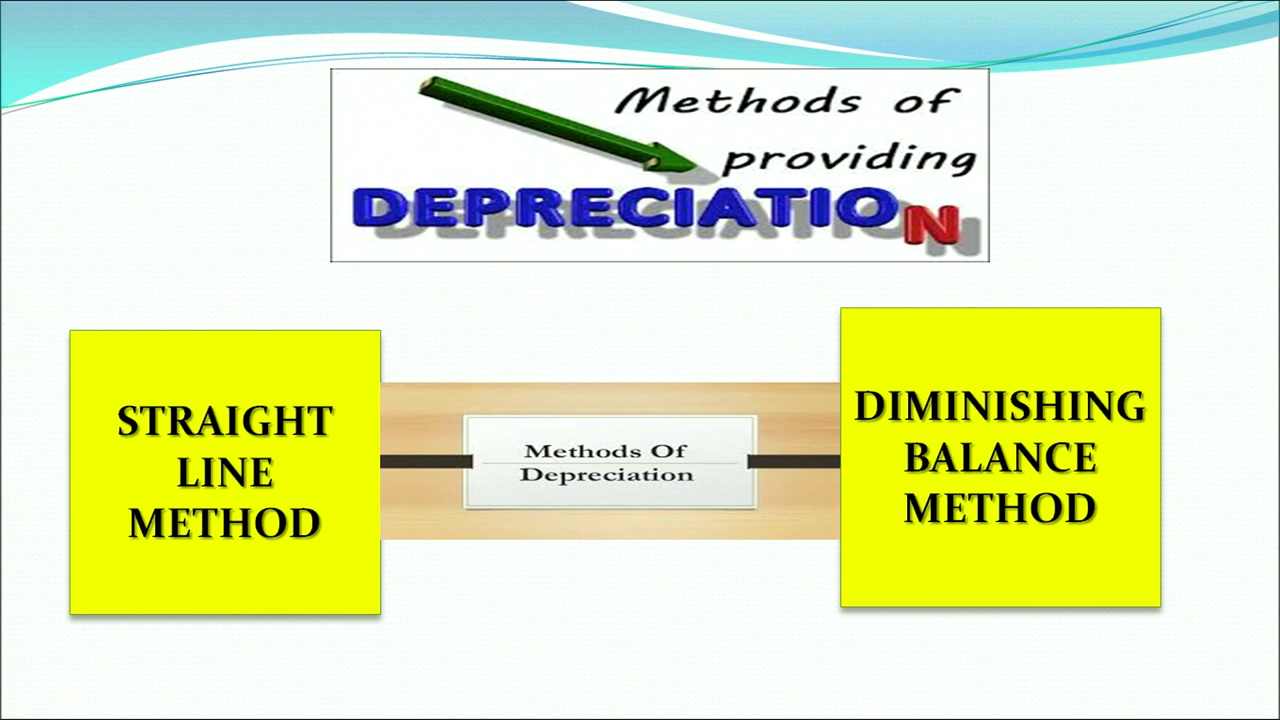 Methods of
providing
DEPRECIATION
STRAIGHT
LINE
METHOD
Methods Of
Depreciation
DIMINISHING
BALANCE
METHOD